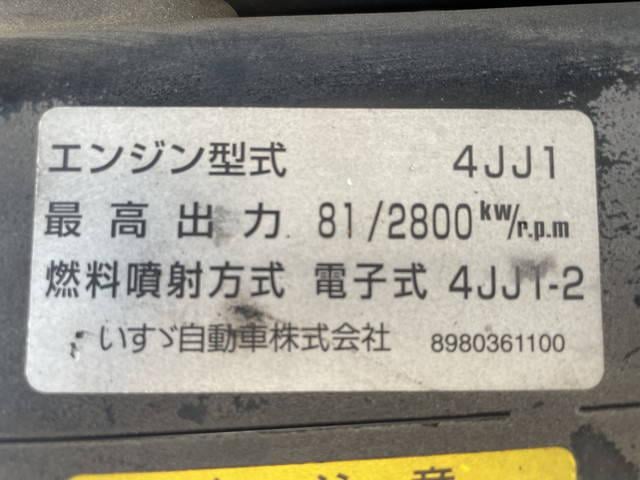 エンジン型式 4JJ1
最高出力 81/2800 kW/r.p.m
燃料噴射方式 電子式 4JJ1-2
いすゞ自動車株式会社 8980361100